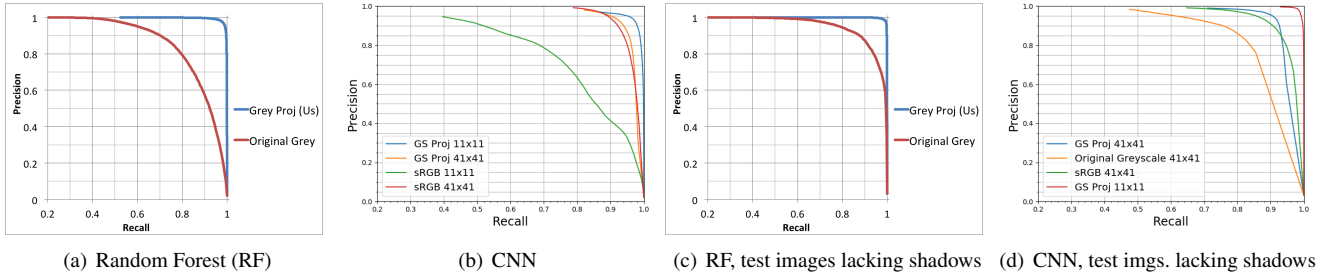 Precision
1
0.8
0.6
0.4
0.2
0
0.2 0.4 0.6 0.8 1
Recall
Grey Proj (Us)
Original Grey
(a) Random Forest (RF)
Precision
1.0
0.8
0.6
0.4
0.2
0.0
0.2 0.3 0.4 0.5 0.6 0.7 0.8 0.9 1.0
Recall
GS Proj 11x11
GS Proj 41x41
sRGB 11x11
sRGB 41x41
(b) CNN
Precision
1
0.8
0.6
0.4
0.2
0
0.2 0.4 0.6 0.8 1
Recall
Grey Proj (Us)
Original Grey
(c) RF, test images lacking shadows
Precision
1.0
0.8
0.6
0.4
0.2
0.0
0.2 0.3 0.4 0.5 0.6 0.7 0.8 0.9 1.0
Recall
GS Proj 41x41
Original Greyscale 41x41
sRGB 41x41
GS Proj 11x11
(d) CNN, test imgs. lacking shadows